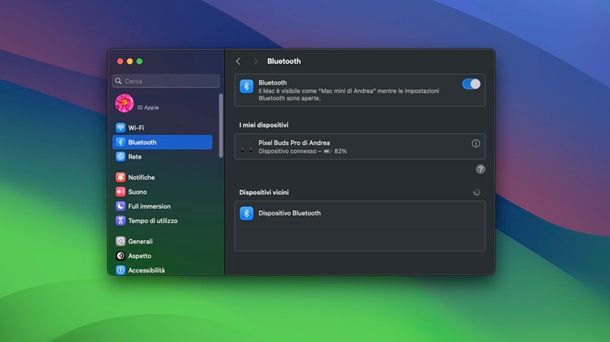 Cerca
ID Apple
Wi-Fi
Bluetooth
Rete
Notifiche
Suono
Full immersion
Tempo di utilizzo
Generali
Aspetto
Accessibilità
Bluetooth
Bluetooth
Il Mac è visibile come "Mac mini di Andrea" mentre le impostazioni
Bluetooth sono aperte.
I miei dispositivi
Pixel Buds Pro di Andrea
Dispositivo connesso – 82%
?
Dispositivi vicini
Dispositivo Bluetooth